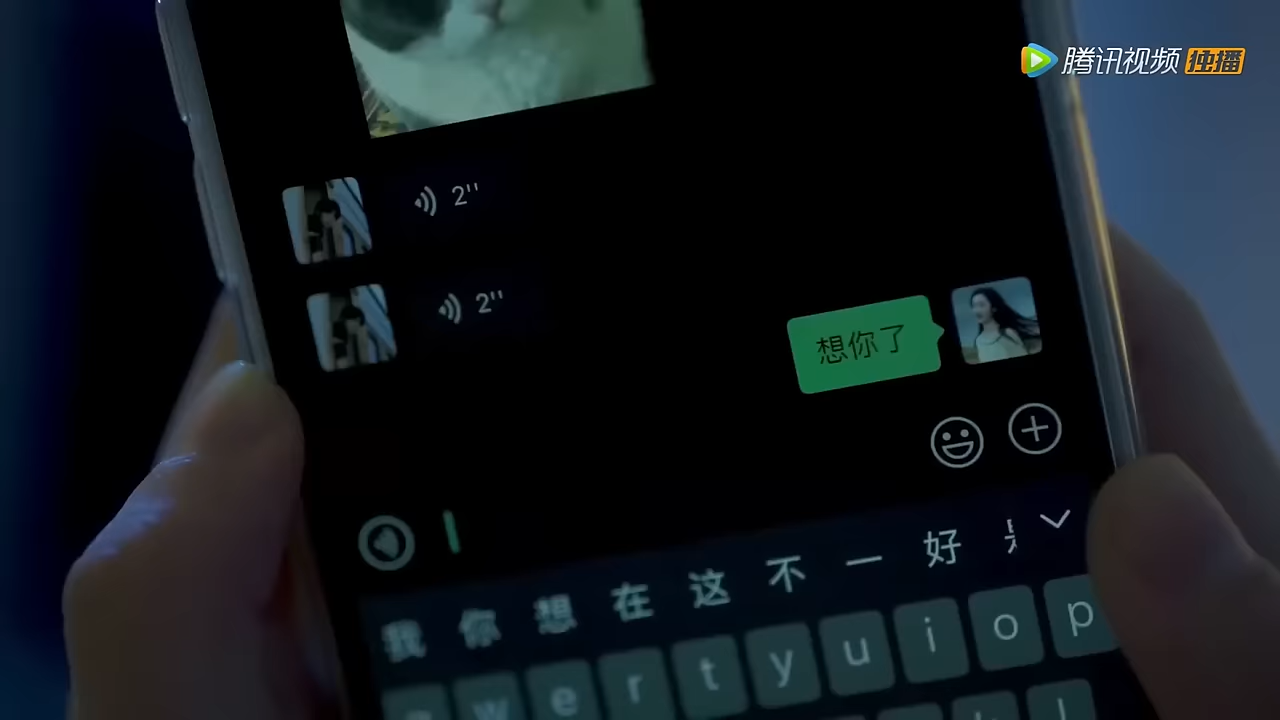 腾讯视频 独播
2''
2''
想你了
我 你 想 在 这 不 一 好
w e r t y u i o p